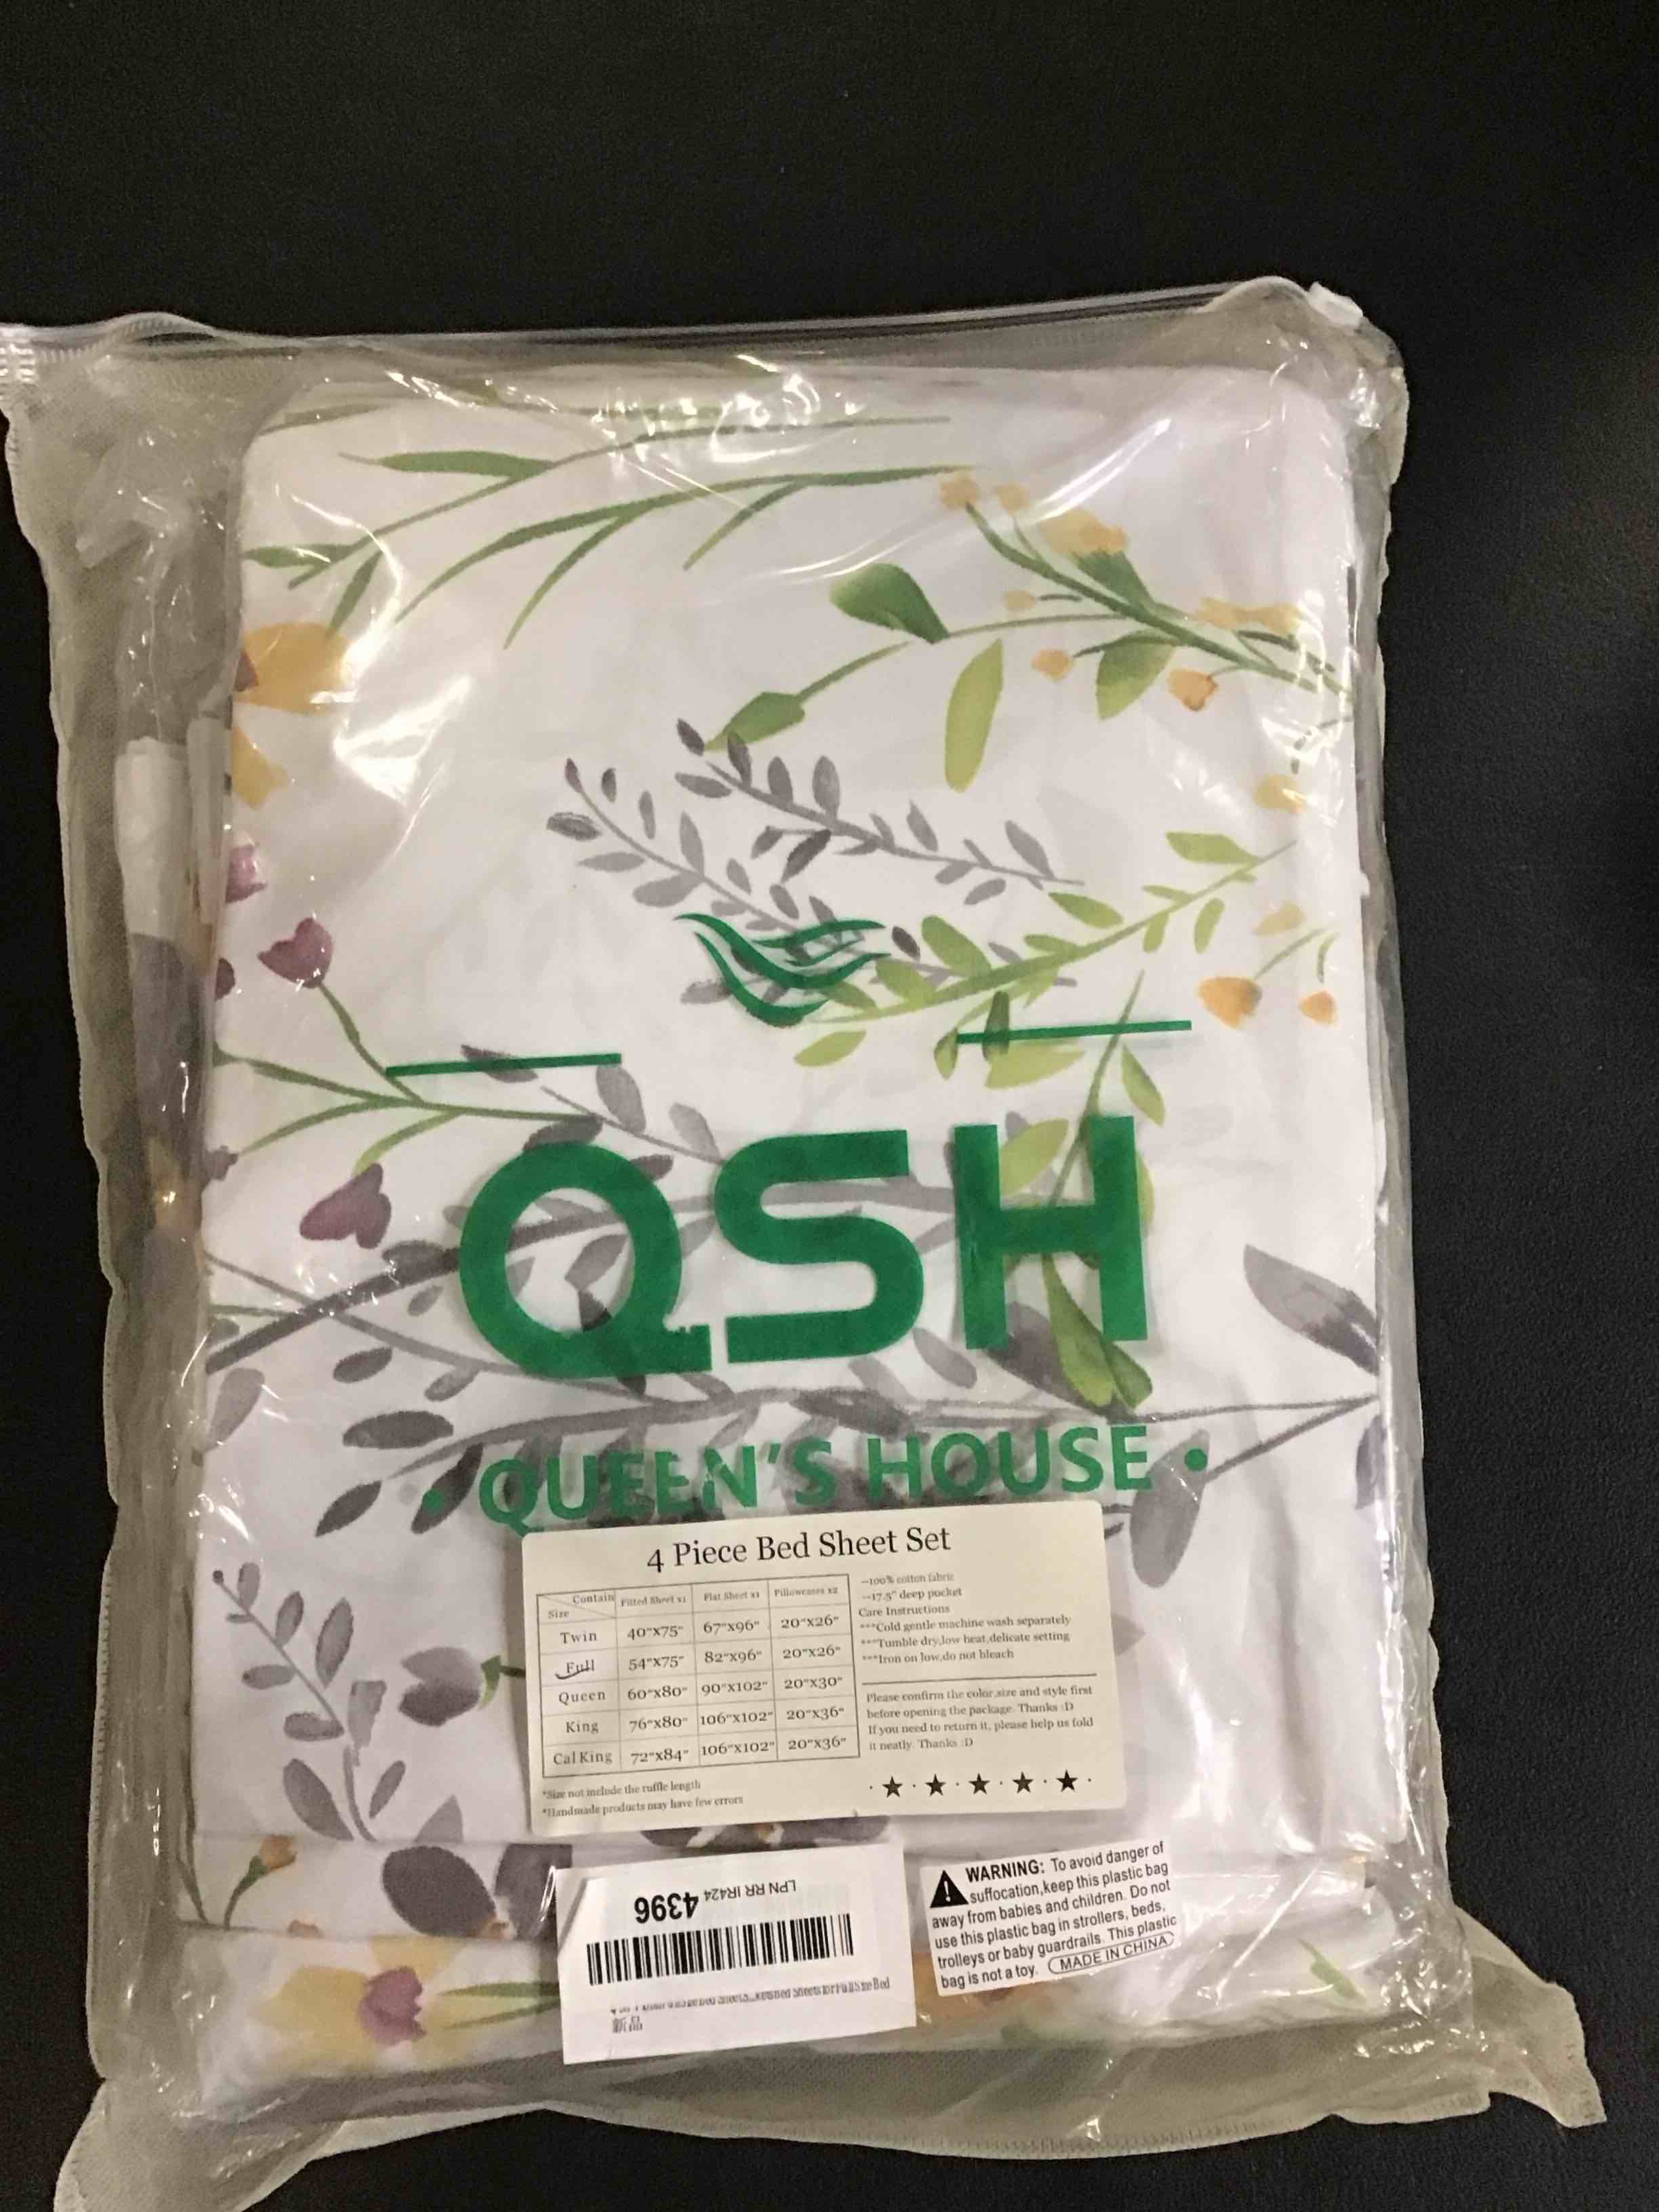 QSH
• QUEEN'S HOUSE •
4 Piece Bed Sheet Set
Contain Fitted Sheet x1 Flat Sheet x1 Pillowcases x2
Size
Twin 40"x75" 67"x96" 20"x26"
Full 54"x75" 82"x96" 20"x26"
Queen 60"x80" 90"x102" 20"x30"
King 76"x80" 106"x102" 20"x36"
Cal King 72"x84" 106"x102" 20"x36"
*Size not include the ruffle length
*Handmade products may have few errors
~100% cotton fabric
~17.5" deep pocket
Care Instructions
***Cold gentle machine wash separately
***Tumble dry,low heat,delicate setting
***Iron on low,do not bleach
Please confirm the color,size and style first
before opening the package. Thanks :D
If you need to return it, please help us fold
it neatly. Thanks :D
LPN RR IR424 4396
Bed Sheets for Full Size Bed
新品
WARNING: To avoid danger of
suffocation,keep this plastic bag
away from babies and children. Do not
use this plastic bag in strollers, beds,
trolleys or baby guardrails. This plastic
bag is not a toy. MADE IN CHINA